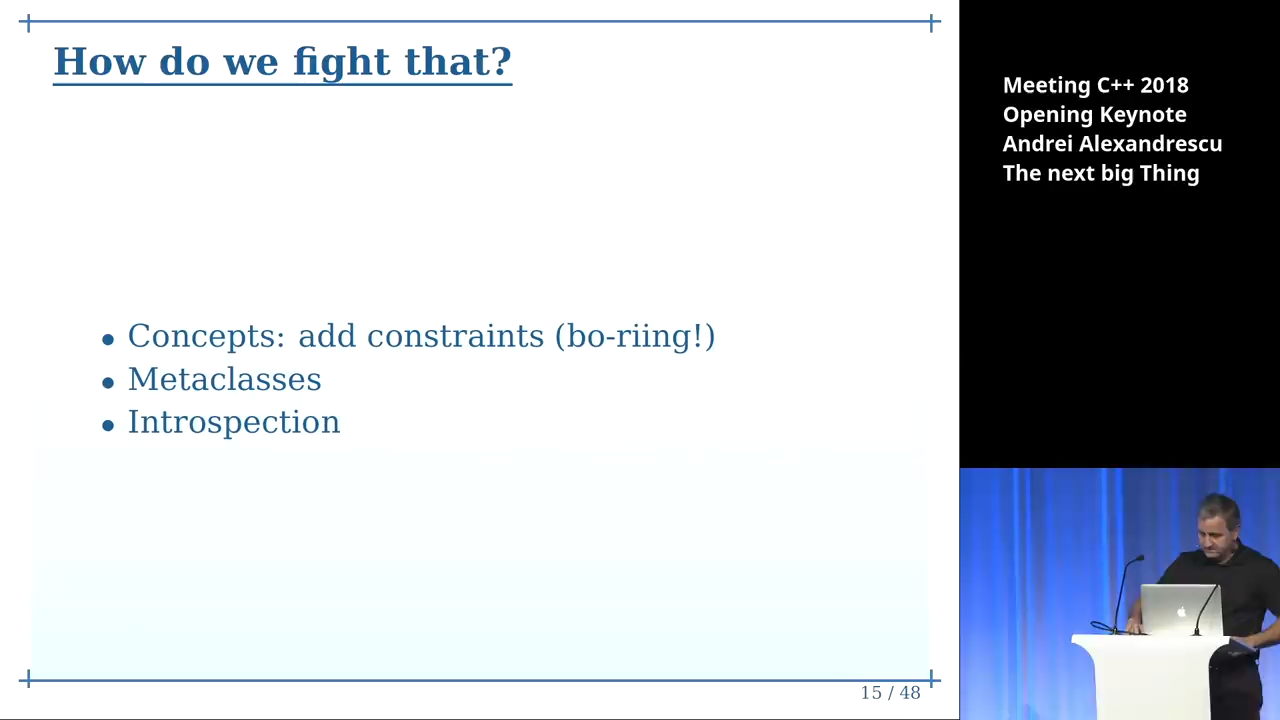 How do we fight that?
• Concepts: add constraints (bo-riing!)
• Metaclasses
• Introspection
15 / 48
Meeting C++ 2018
Opening Keynote
Andrei Alexandrescu
The next big Thing